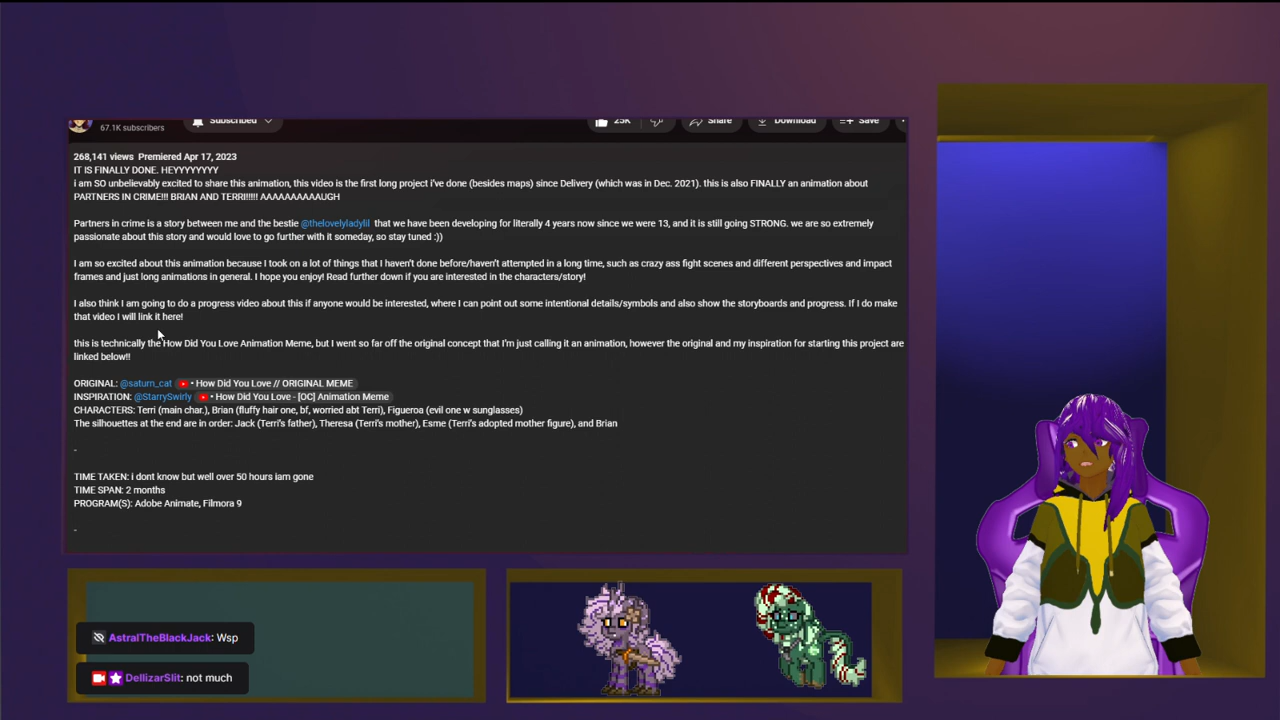 67.1K subscribers
Subscribed
25K
Share
Download
Save
268,141 views Premiered Apr 17, 2023
IT IS FINALLY DONE. HEYYYYYYY
i am SO unbelievably excited to share this animation, this video is the first long project i've done (besides maps) since Delivery (which was in Dec. 2021). this is also FINALLY an animation about
PARTNERS IN CRIME!!! BRIAN AND TERRI!!!!! AAAAAAAAAAUGH
Partners in crime is a story between me and the bestie @thelovelyladylil that we have been developing for literally 4 years now since we were 13, and it is still going STRONG. we are so extremely
passionate about this story and would love to go further with it someday, so stay tuned :))
I am so excited about this animation because I took on a lot of things that I haven't done before/haven't attempted in a long time, such as crazy ass fight scenes and different perspectives and impact
frames and just long animations in general. I hope you enjoy! Read further down if you are interested in the characters/story!
I also think I am going to do a progress video about this if anyone would be interested, where I can point out some intentional details/symbols and also show the storyboards and progress. If I do make
that video I will link it here!
this is technically the How Did You Love Animation Meme, but I went so far off the original concept that I'm just calling it an animation, however the original and my inspiration for starting this project are
linked below!!
ORIGINAL: @saturn_cat • How Did You Love // ORIGINAL MEME
INSPIRATION: @StarrySwirly • How Did You Love - [OC] Animation Meme
CHARACTERS: Terri (main char.), Brian (fluffy hair one, bf, worried abt Terri), Figueroa (evil one w sunglasses)
The silhouettes at the end are in order: Jack (Terri's father), Theresa (Terri's mother), Esme (Terri's adopted mother figure), and Brian
-
TIME TAKEN: i dont know but well over 50 hours iam gone
TIME SPAN: 2 months
PROGRAM(S): Adobe Animate, Filmora 9
-
AstralTheBlackJack: Wsp
DellizarSlit: not much